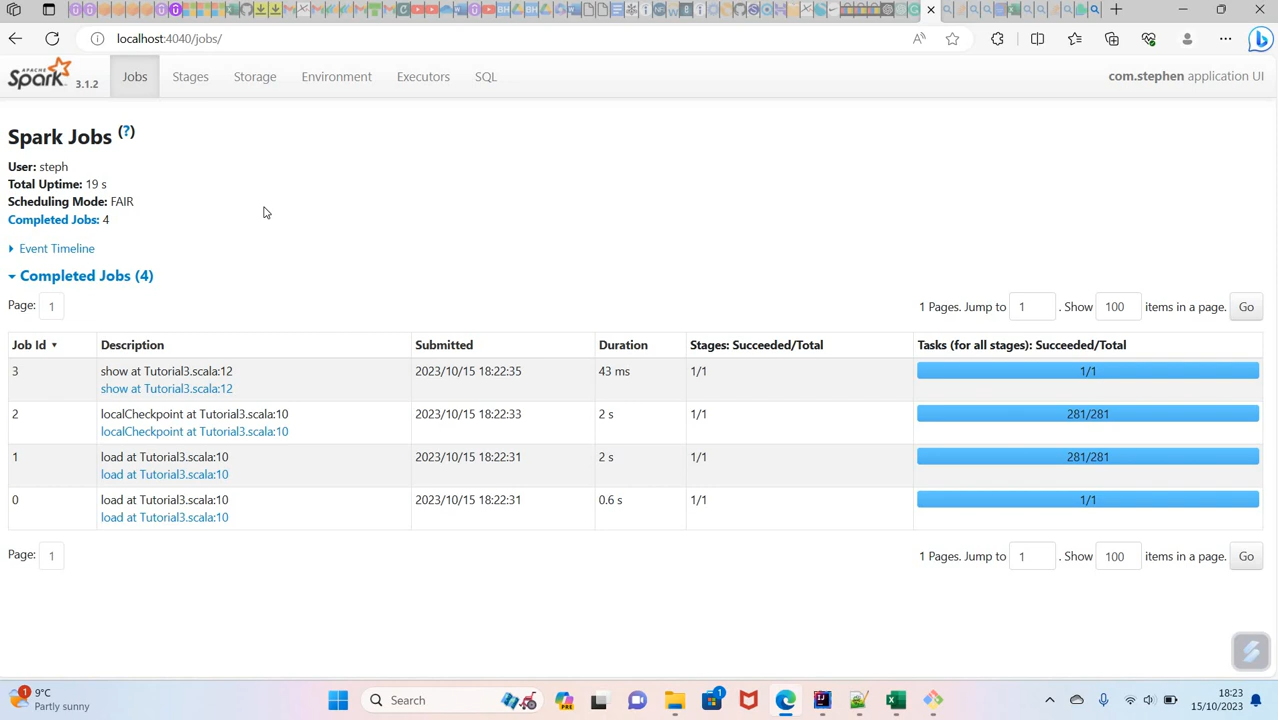 localhost:4040/jobs/
APACHE
Spark 3.1.2 Jobs Stages Storage Environment Executors SQL com.stephen application UI
Spark Jobs (?)
User: steph
Total Uptime: 19 s
Scheduling Mode: FAIR
Completed Jobs: 4
Event Timeline
Completed Jobs (4)
Page: 1 1 Pages. Jump to 1 . Show 100 items in a page. Go
Job Id ▾ Description Submitted Duration Stages: Succeeded/Total Tasks (for all stages): Succeeded/Total
3 show at Tutorial3.scala:12 2023/10/15 18:22:35 43 ms 1/1 1/1
show at Tutorial3.scala:12
2 localCheckpoint at Tutorial3.scala:10 2023/10/15 18:22:33 2 s 1/1 281/281
localCheckpoint at Tutorial3.scala:10
1 load at Tutorial3.scala:10 2023/10/15 18:22:31 2 s 1/1 281/281
load at Tutorial3.scala:10
0 load at Tutorial3.scala:10 2023/10/15 18:22:31 0.6 s 1/1 1/1
load at Tutorial3.scala:10
Page: 1 1 Pages. Jump to 1 . Show 100 items in a page. Go
1 9°C Search PRE 1 18:23
Partly sunny 15/10/2023